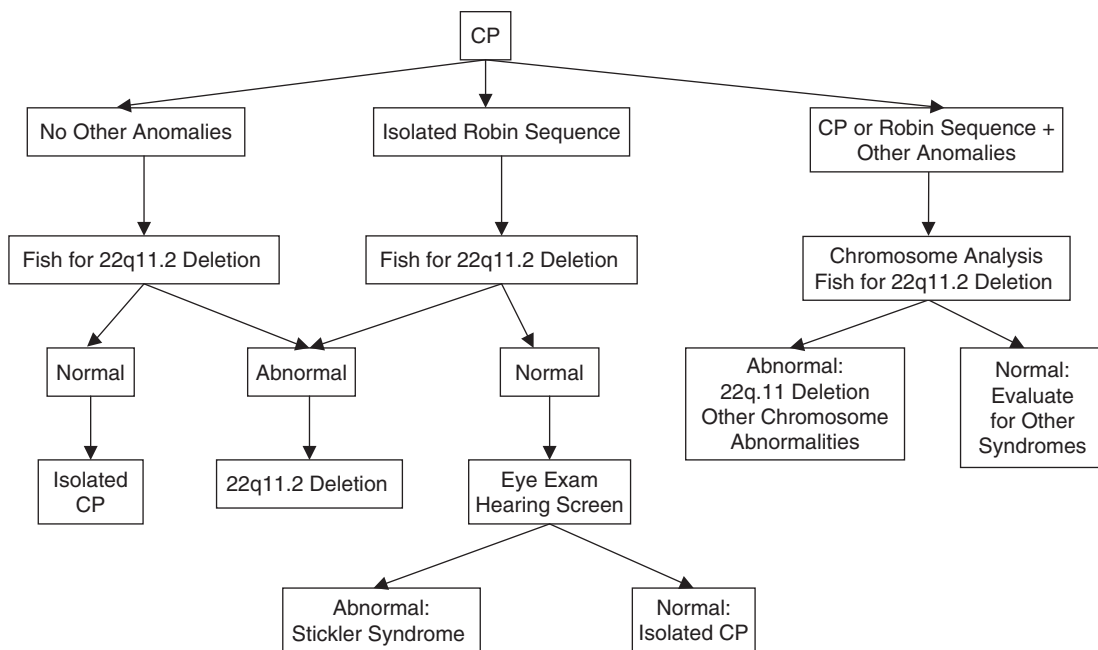 CP
No Other Anomalies
Isolated Robin Sequence
CP or Robin Sequence +
Other Anomalies
Fish for 22q11.2 Deletion
Fish for 22q11.2 Deletion
Chromosome Analysis
Fish for 22q11.2 Deletion
Normal
Abnormal
Normal
Abnormal:
22q.11 Deletion
Other Chromosome
Abnormalities
Normal:
Evaluate
for Other
Syndromes
Isolated
CP
22q11.2 Deletion
Eye Exam
Hearing Screen
Abnormal:
Stickler Syndrome
Normal:
Isolated CP